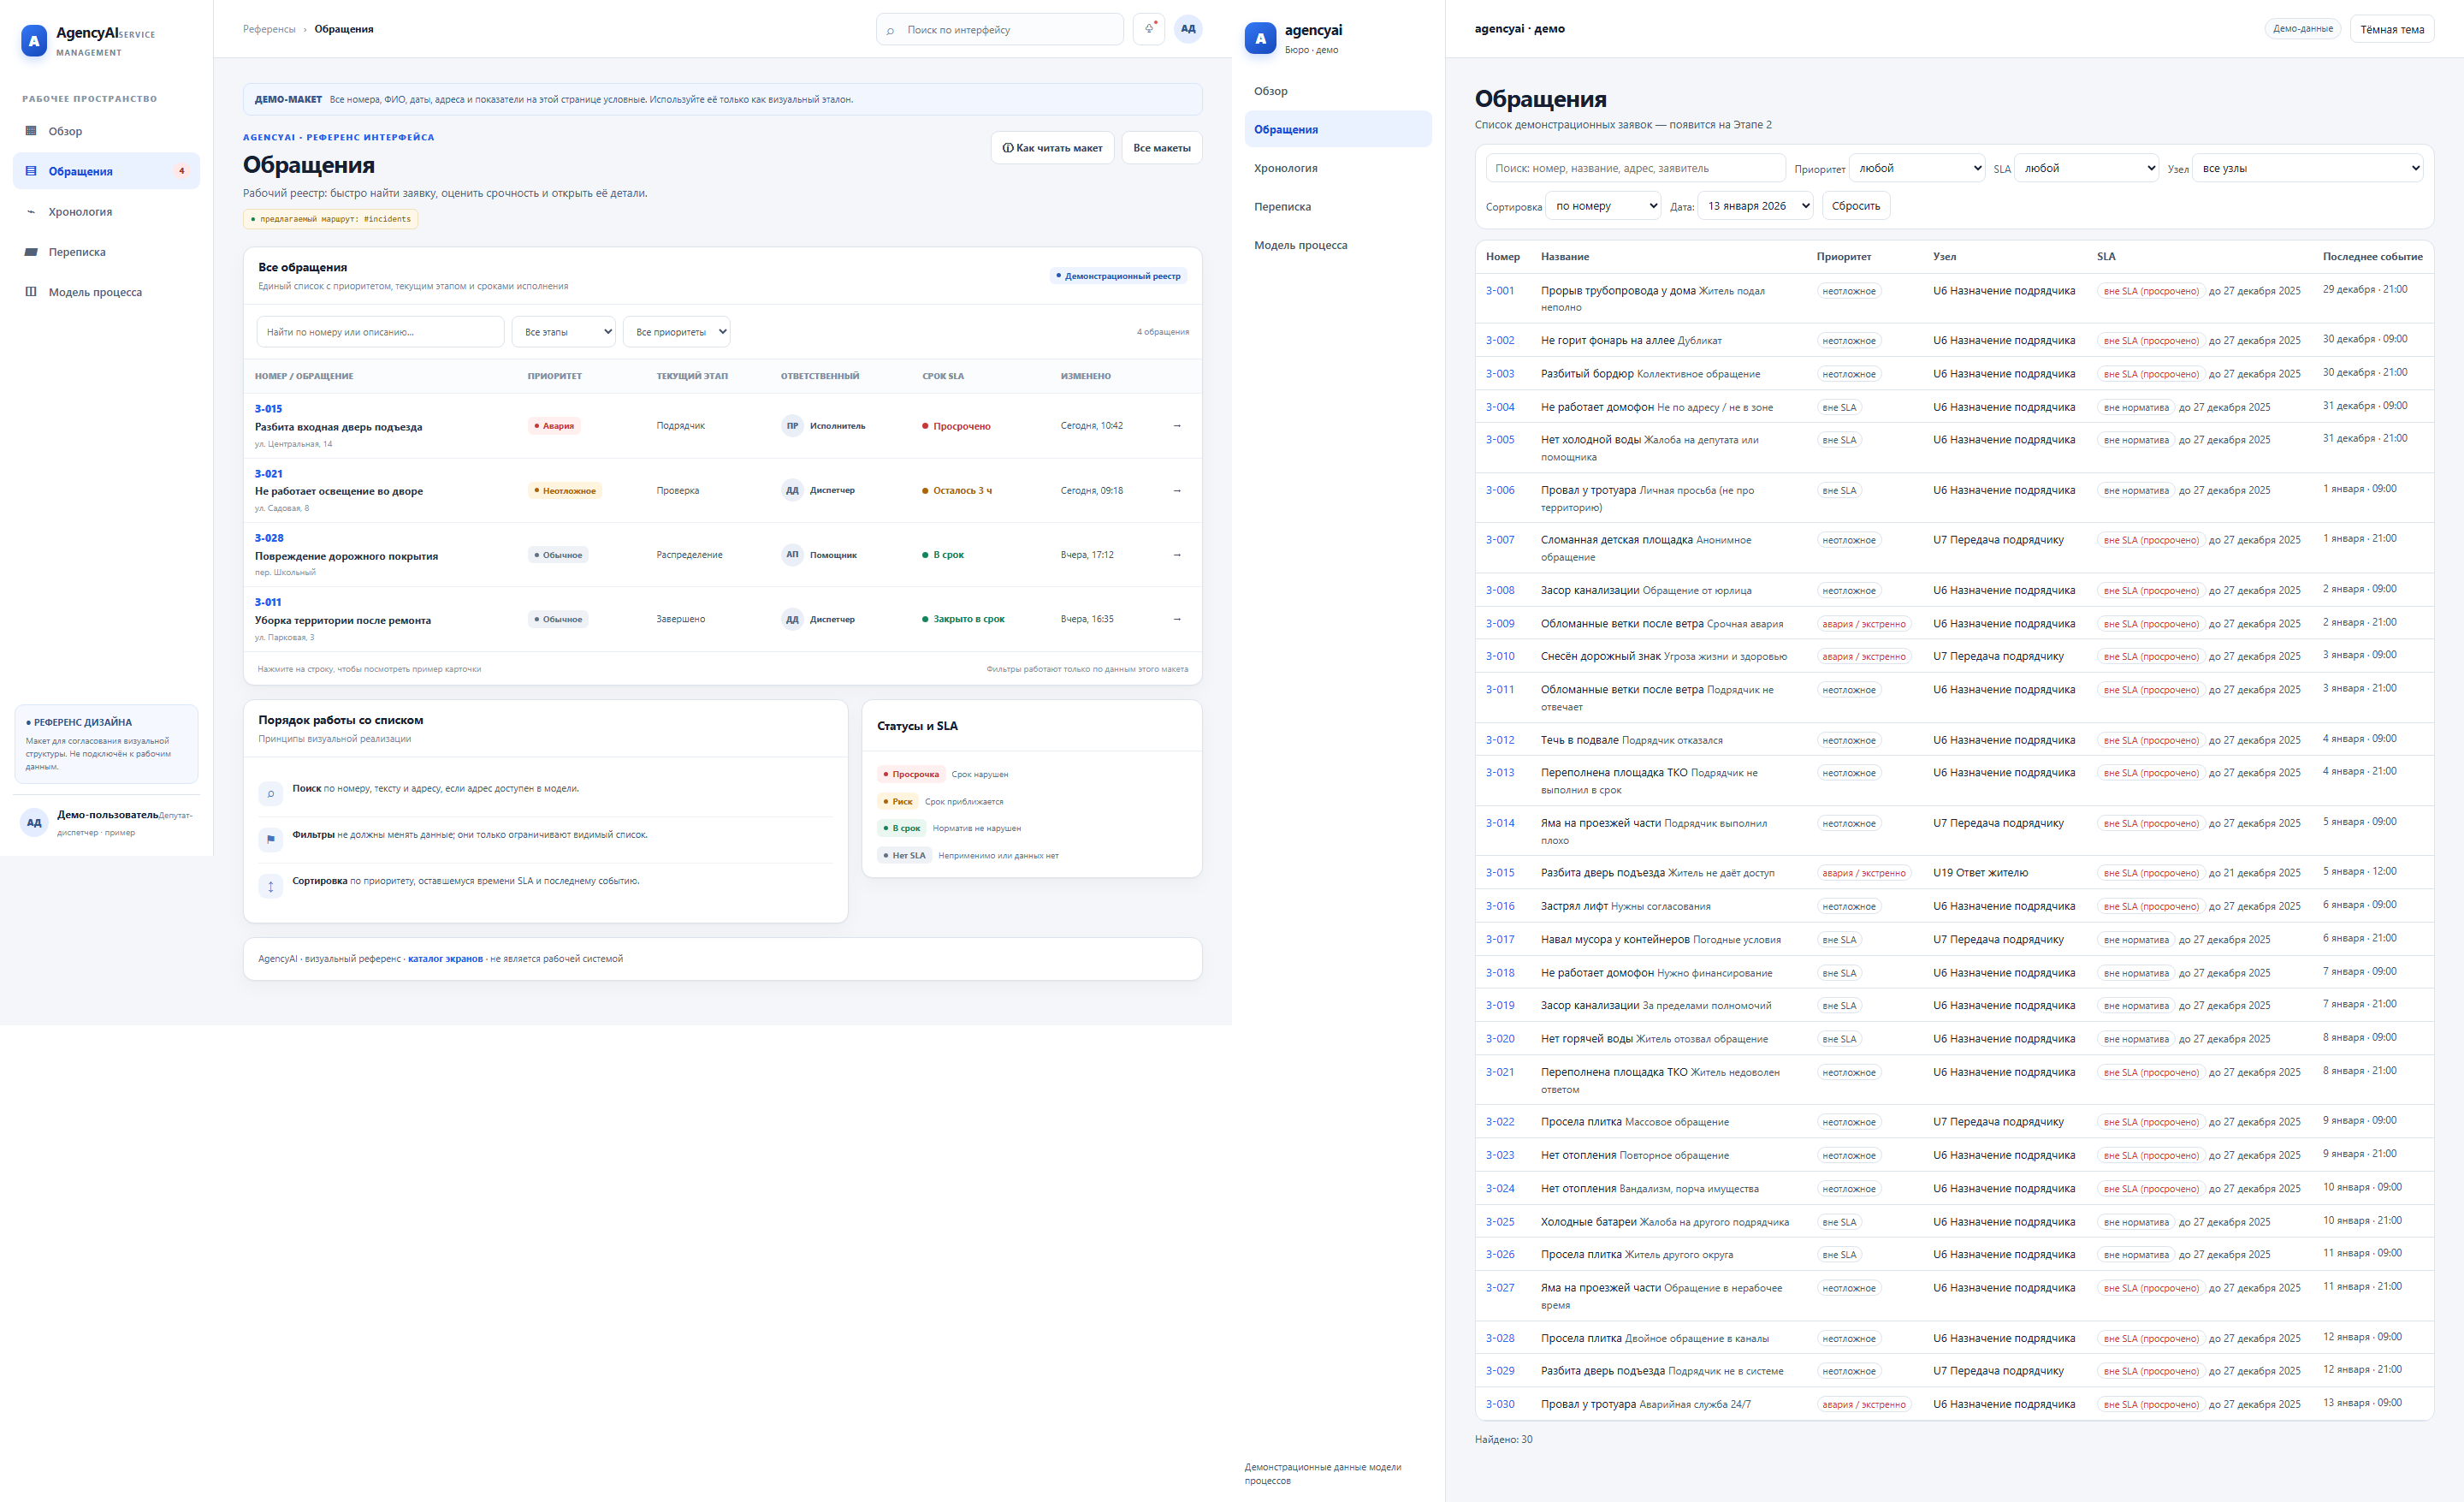 A
AgencyAI SERVICE
MANAGEMENT
РАБОЧЕЕ ПРОСТРАНСТВО
Обзор
Обращения 4
Хронология
Переписка
Модель процесса
● РЕФЕРЕНС ДИЗАЙНА
Макет для согласования визуальной
структуры. Не подключён к рабочим
данным.
АД Демо-пользователь Депутат-
диспетчер · пример
Референсы › Обращения
Поиск по интерфейсу
АД
ДЕМО-МАКЕТ Все номера, ФИО, даты, адреса и показатели на этой странице условные. Используйте её только как визуальный эталон.
AGENCYAI · РЕФЕРЕНС ИНТЕРФЕЙСА
Обращения
Рабочий реестр: быстро найти заявку, оценить срочность и открыть её детали.
предлагаемый маршрут: #incidents
Как читать макет
Все макеты
Все обращения
Единый список с приоритетом, текущим этапом и сроками исполнения
Демонстрационный реестр
Найти по номеру или описанию...
Все этапы
Все приоритеты
4 обращения
НОМЕР / ОБРАЩЕНИЕ ПРИОРИТЕТ ТЕКУЩИЙ ЭТАП ОТВЕТСТВЕННЫЙ СРОК SLA ИЗМЕНЕНО
З-015
Разбита входная дверь подъезда
ул. Центральная, 14
Авария Подрядчик ПР Исполнитель Просрочено Сегодня, 10:42 →
З-021
Не работает освещение во дворе
ул. Садовая, 8
Неотложное Проверка ДД Диспетчер Осталось 3 ч Сегодня, 09:18 →
З-028
Повреждение дорожного покрытия
пер. Школьный
Обычное Распределение АП Помощник В срок Вчера, 17:12 →
З-011
Уборка территории после ремонта
ул. Парковая, 3
Обычное Завершено ДД Диспетчер Закрыто в срок Вчера, 16:35 →
Нажмите на строку, чтобы посмотреть пример карточки
Фильтры работают только по данным этого макета
Порядок работы со списком
Принципы визуальной реализации
Поиск по номеру, тексту и адресу, если адрес доступен в модели.
Фильтры не должны менять данные; они только ограничивают видимый список.
Сортировка по приоритету, оставшемуся времени SLA и последнему событию.
Статусы и SLA
Просрочка Срок нарушен
Риск Срок приближается
В срок Норматив не нарушен
Нет SLA Неприменимо или данных нет
AgencyAI · визуальный референс · каталог экранов · не является рабочей системой
A
agencyai
Бюро · демо
Обзор
Обращения
Хронология
Переписка
Модель процесса
Демонстрационные данные модели
процессов
agencyai · демо
Демо-данные
Тёмная тема
Обращения
Список демонстрационных заявок — появится на Этапе 2
Поиск: номер, название, адрес, заявитель
Приоритет любой
SLA любой
Узел все узлы
Сортировка по номеру
Дата: 13 января 2026
Сбросить
Номер Название Приоритет Узел SLA Последнее событие
З-001 Прорыв трубопровода у дома Житель подал
неполно
неотложное U6 Назначение подрядчика вне SLA (просрочено) до 27 декабря 2025 29 декабря · 21:00
З-002 Не горит фонарь на аллее Дубликат неотложное U6 Назначение подрядчика вне SLA (просрочено) до 27 декабря 2025 30 декабря · 09:00
З-003 Разбитый бордюр Коллективное обращение неотложное U6 Назначение подрядчика вне SLA (просрочено) до 27 декабря 2025 30 декабря · 21:00
З-004 Не работает домофон Не по адресу / не в зоне вне SLA U6 Назначение подрядчика вне норматива до 27 декабря 2025 31 декабря · 09:00
З-005 Нет холодной воды Жалоба на депутата или
помощника
вне SLA U6 Назначение подрядчика вне норматива до 27 декабря 2025 31 декабря · 21:00
З-006 Провал у тротуара Личная просьба (не про
территорию)
вне SLA U6 Назначение подрядчика вне норматива до 27 декабря 2025 1 января · 09:00
З-007 Сломанная детская площадка Анонимное
обращение
неотложное U7 Передача подрядчику вне SLA (просрочено) до 27 декабря 2025 1 января · 21:00
З-008 Засор канализации Обращение от юрлица неотложное U6 Назначение подрядчика вне SLA (просрочено) до 27 декабря 2025 2 января · 09:00
З-009 Обломанные ветки после ветра Срочная авария авария / экстренно U6 Назначение подрядчика вне SLA (просрочено) до 27 декабря 2025 2 января · 21:00
З-010 Снесён дорожный знак Угроза жизни и здоровью авария / экстренно U7 Передача подрядчику вне SLA (просрочено) до 27 декабря 2025 3 января · 09:00
З-011 Обломанные ветки после ветра Подрядчик не
отвечает
неотложное U6 Назначение подрядчика вне SLA (просрочено) до 27 декабря 2025 3 января · 21:00
З-012 Течь в подвале Подрядчик отказался неотложное U6 Назначение подрядчика вне SLA (просрочено) до 27 декабря 2025 4 января · 09:00
З-013 Переполнена площадка ТКО Подрядчик не
выполнил в срок
неотложное U6 Назначение подрядчика вне SLA (просрочено) до 27 декабря 2025 4 января · 21:00
З-014 Яма на проезжей части Подрядчик выполнил
плохо
неотложное U7 Передача подрядчику вне SLA (просрочено) до 27 декабря 2025 5 января · 09:00
З-015 Разбита дверь подъезда Житель не даёт доступ авария / экстренно U19 Ответ жителю вне SLA (просрочено) до 21 декабря 2025 5 января · 12:00
З-016 Застрял лифт Нужны согласования неотложное U6 Назначение подрядчика вне SLA (просрочено) до 27 декабря 2025 6 января · 09:00
З-017 Навал мусора у контейнеров Погодные условия вне SLA U7 Передача подрядчику вне норматива до 27 декабря 2025 6 января · 21:00
З-018 Не работает домофон Нужно финансирование вне SLA U6 Назначение подрядчика вне норматива до 27 декабря 2025 7 января · 09:00
З-019 Засор канализации За пределами полномочий вне SLA U6 Назначение подрядчика вне норматива до 27 декабря 2025 7 января · 21:00
З-020 Нет горячей воды Житель отозвал обращение вне SLA U6 Назначение подрядчика вне норматива до 27 декабря 2025 8 января · 09:00
З-021 Переполнена площадка ТКО Житель недоволен
ответом
неотложное U6 Назначение подрядчика вне SLA (просрочено) до 27 декабря 2025 8 января · 21:00
З-022 Просела плитка Массовое обращение неотложное U7 Передача подрядчику вне SLA (просрочено) до 27 декабря 2025 9 января · 09:00
З-023 Нет отопления Повторное обращение неотложное U6 Назначение подрядчика вне SLA (просрочено) до 27 декабря 2025 9 января · 21:00
З-024 Нет отопления Вандализм, порча имущества неотложное U6 Назначение подрядчика вне SLA (просрочено) до 27 декабря 2025 10 января · 09:00
З-025 Холодные батареи Жалоба на другого подрядчика вне SLA U6 Назначение подрядчика вне норматива до 27 декабря 2025 10 января · 21:00
З-026 Просела плитка Житель другого округа вне SLA U6 Назначение подрядчика вне норматива до 27 декабря 2025 11 января · 09:00
З-027 Яма на проезжей части Обращение в нерабочее
время
неотложное U6 Назначение подрядчика вне SLA (просрочено) до 27 декабря 2025 11 января · 21:00
З-028 Просела плитка Двойное обращение в каналы неотложное U6 Назначение подрядчика вне SLA (просрочено) до 27 декабря 2025 12 января · 09:00
З-029 Разбита дверь подъезда Подрядчик не в системе неотложное U7 Передача подрядчику вне SLA (просрочено) до 27 декабря 2025 12 января · 21:00
З-030 Провал у тротуара Аварийная служба 24/7 авария / экстренно U6 Назначение подрядчика вне SLA (просрочено) до 27 декабря 2025 13 января · 09:00
Найдено: 30